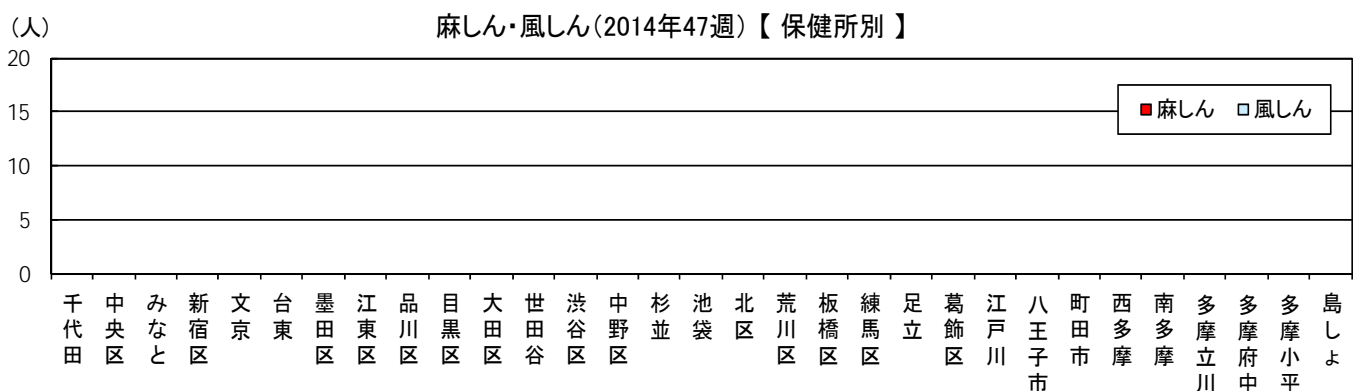 (人)
麻しん・風しん（2014年47週）【 保健所別 】
20
15
10
5
0
■麻しん □風しん
千代田
中央区
みなと
新宿区
文京
台東
墨田区
江東区
品川区
目黒区
大田区
世田谷
渋谷区
中野区
杉並
池袋
北区
荒川区
板橋区
練馬区
足立
葛飾区
江戸川
八王子市
町田市
西多摩
南多摩
多摩立川
多摩府中
多摩小平
島しょ